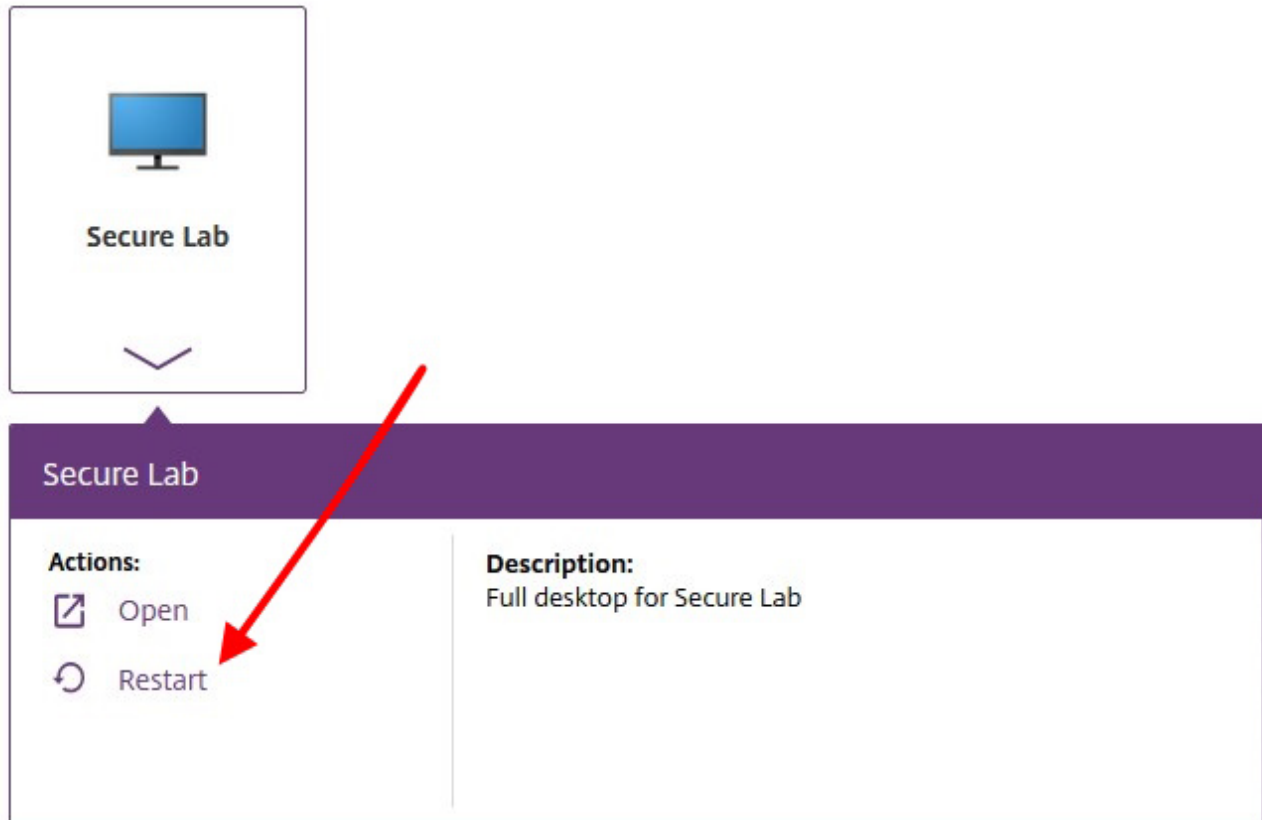 Secure Lab
Secure Lab
Actions:
Open
Restart
Description:
Full desktop for Secure Lab